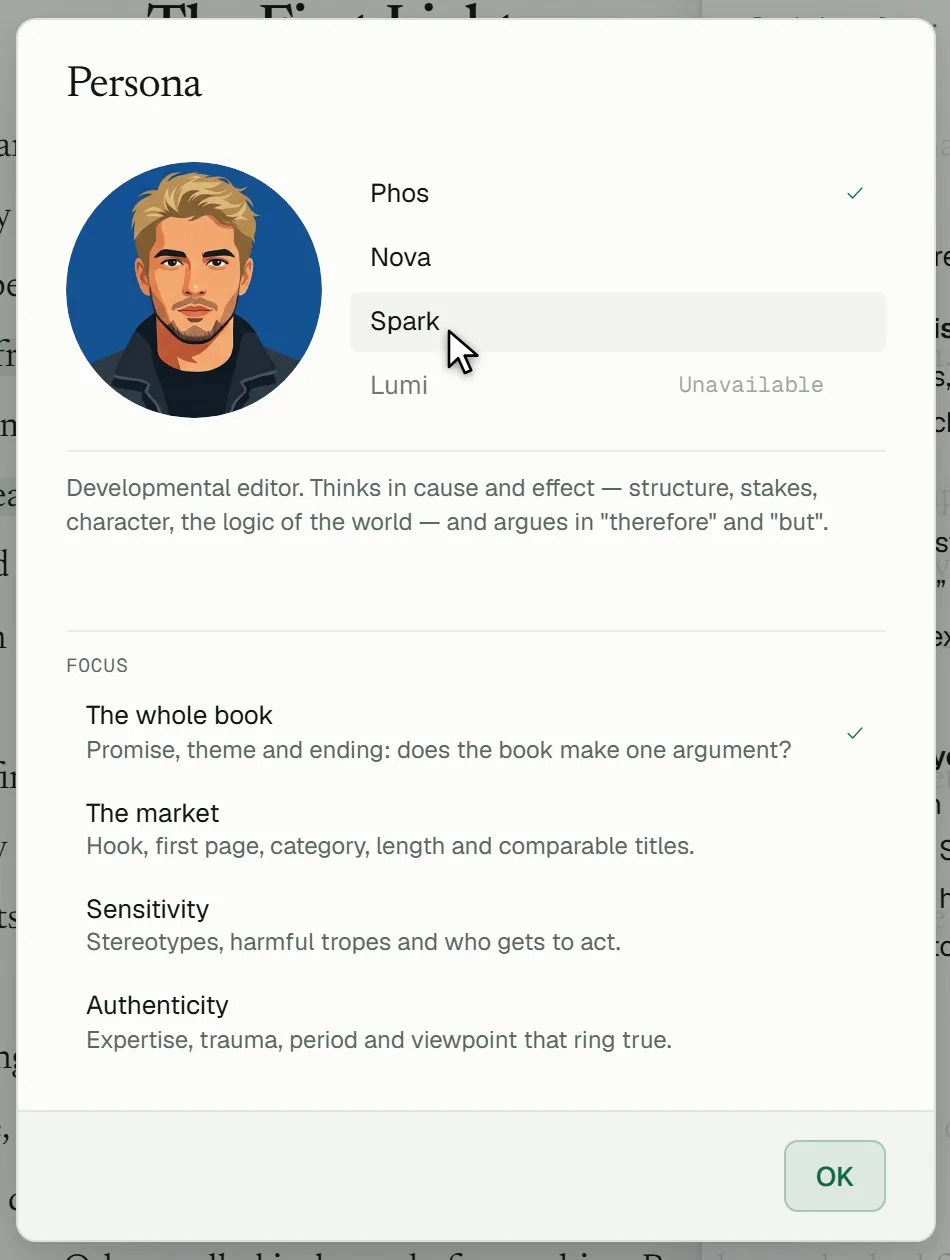 The First Light
Persona
Phos
Nova
Spark
Lumi
Unavailable
Developmental editor. Thinks in cause and effect — structure, stakes,
character, the logic of the world — and argues in "therefore" and "but".
FOCUS
The whole book
Promise, theme and ending: does the book make one argument?
The market
Hook, first page, category, length and comparable titles.
Sensitivity
Stereotypes, harmful tropes and who gets to act.
Authenticity
Expertise, trauma, period and viewpoint that ring true.
OK